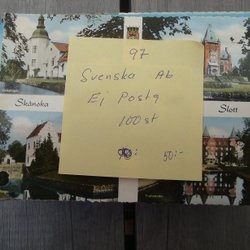 97
Svenska Ab
Ej Postg
100st
50:-
Skånska
Slott